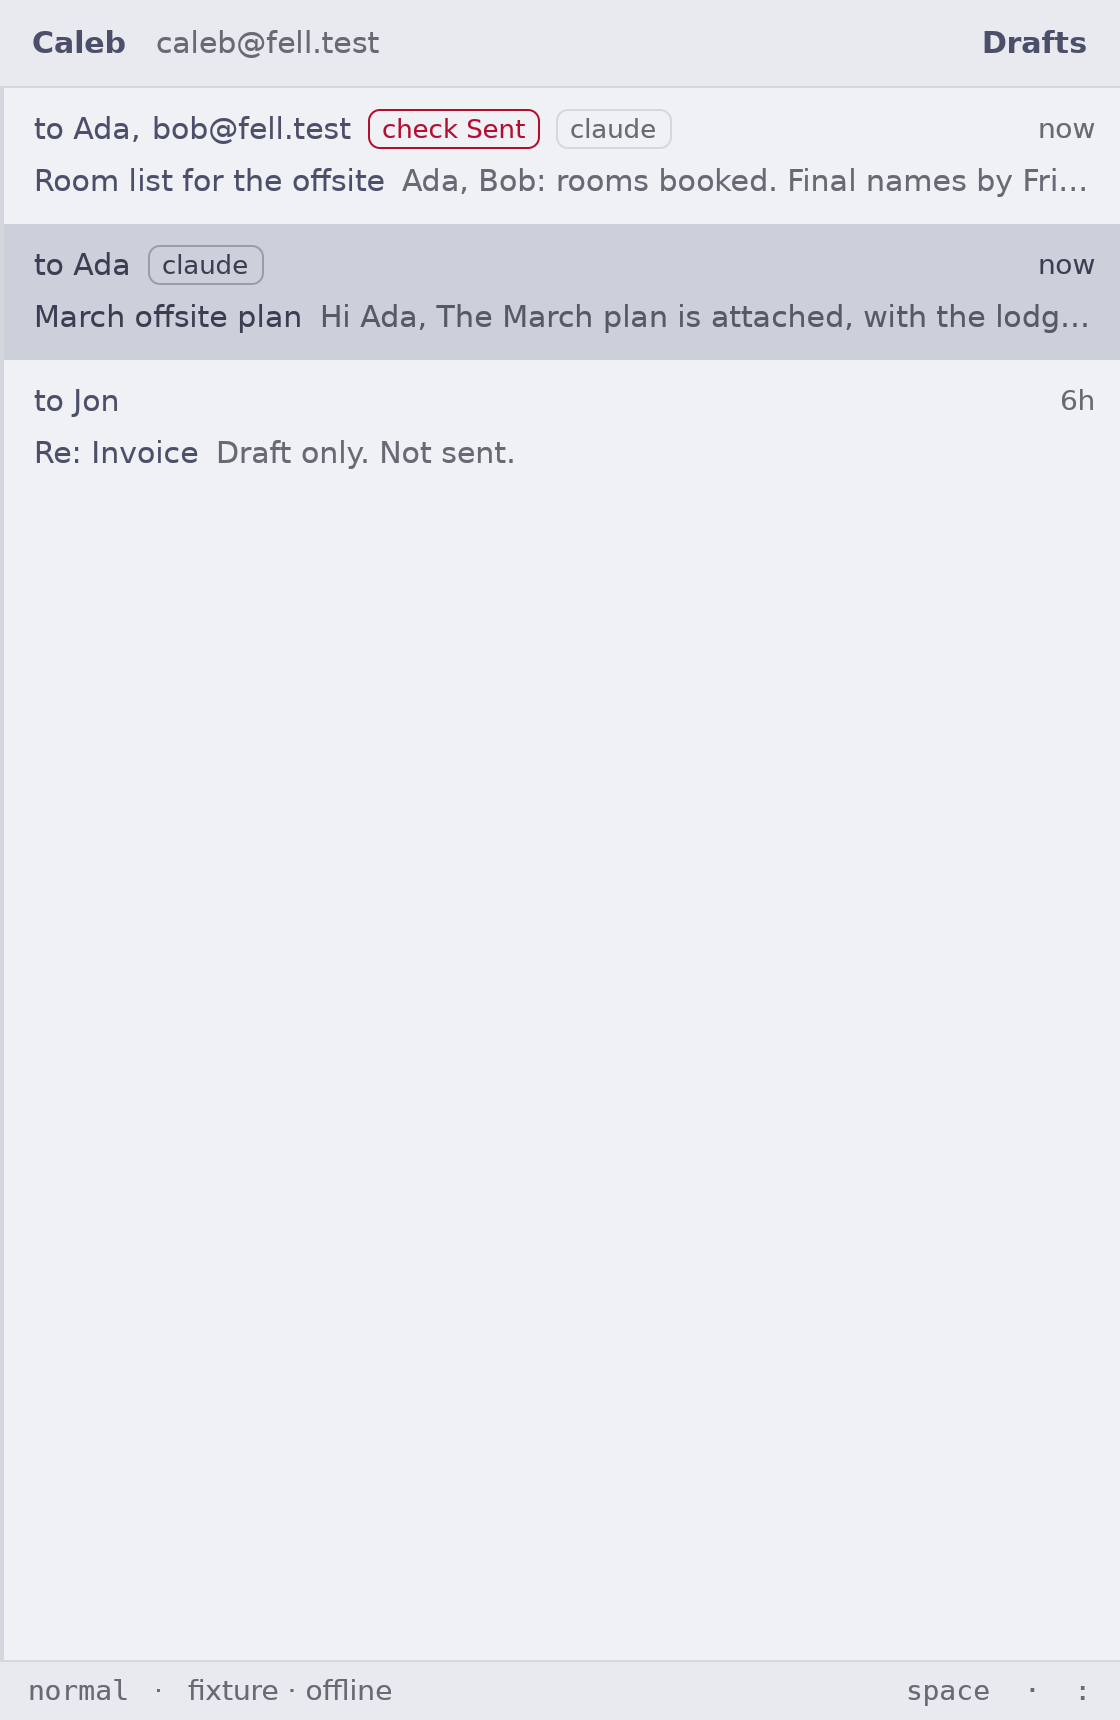 Caleb caleb@fell.test Drafts
to Ada, bob@fell.test check Sent claude now
Room list for the offsite Ada, Bob: rooms booked. Final names by Fri…
to Ada claude now
March offsite plan Hi Ada, The March plan is attached, with the lodg…
to Jon 6h
Re: Invoice Draft only. Not sent.
normal · fixture · offline space · :